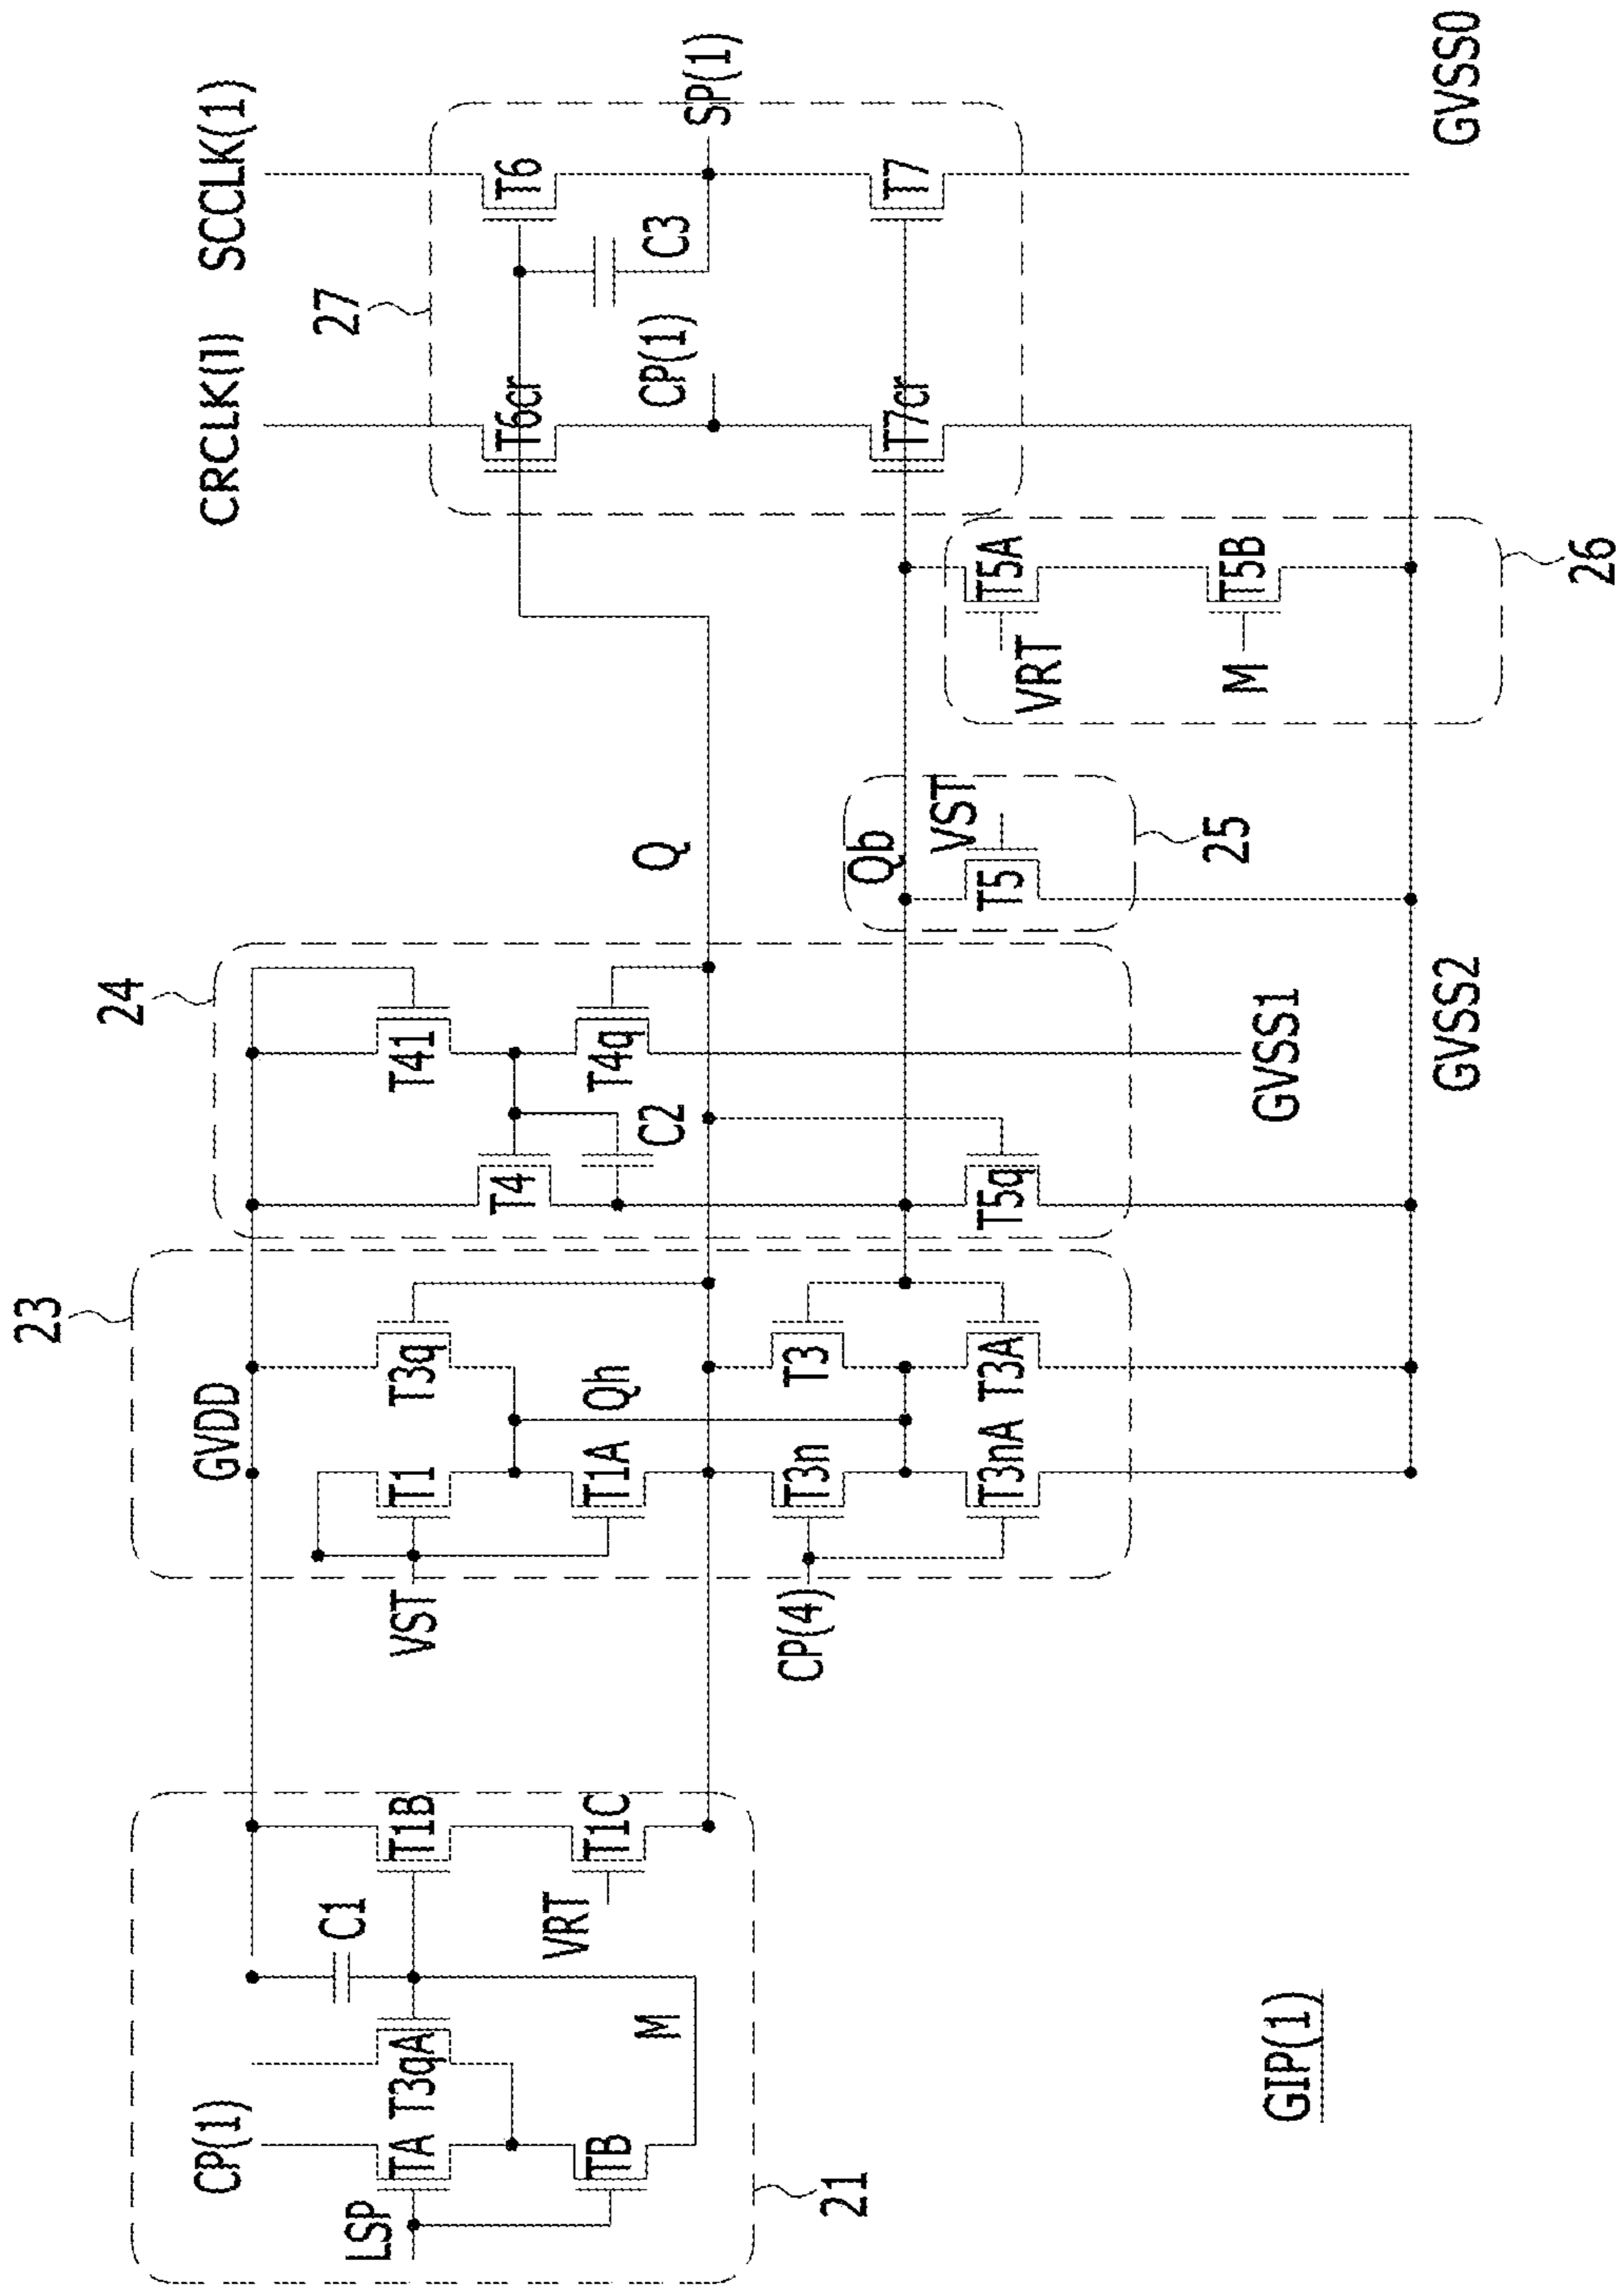 21
CP(1)
LSP
TA
T3qA
C1
T1B
TB
M
VRT
T1C
23
GVDD
VST
T1
T3q
T1A
Qh
CP(4)
T3n
T3
T3nA
T3A
24
T41
T4
T4q
C2
T5q
GVSS1
Q
Qb
VST
T5
25
VRT
T5A
M
T5B
26
GVSS2
27
CRCLK(1)
SCCLK(1)
T6cr
T6
C3
CP(1)
SP(1)
T7cr
T7
GVSS0
GIP(1)